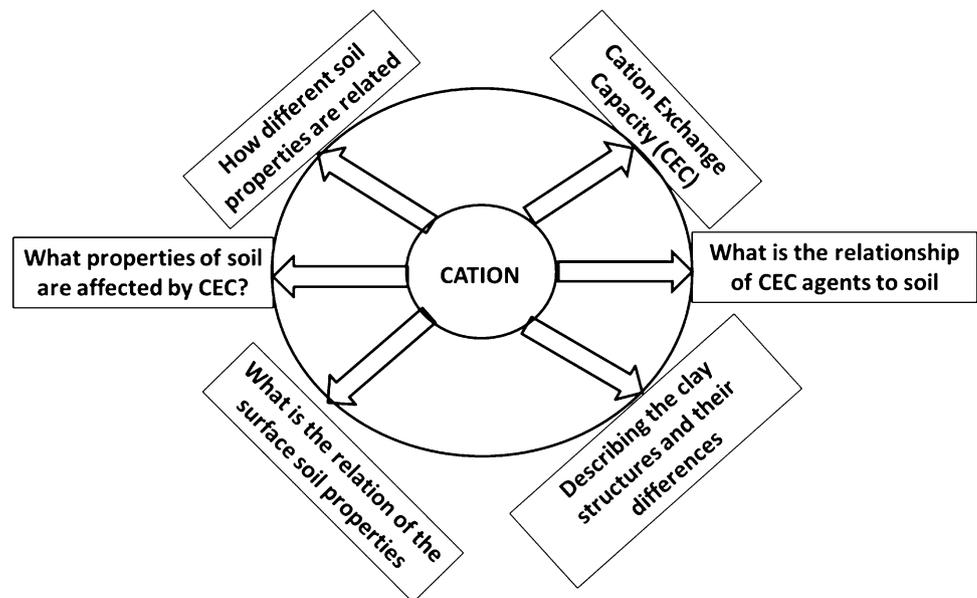 How different soil
properties are related
Cation Exchange
Capacity (CEC)
What properties of soil
are affected by CEC?
CATION
What is the relationship
of CEC agents to soil
What is the relation of the
surface soil properties
Describing the clay
structures and their
differences